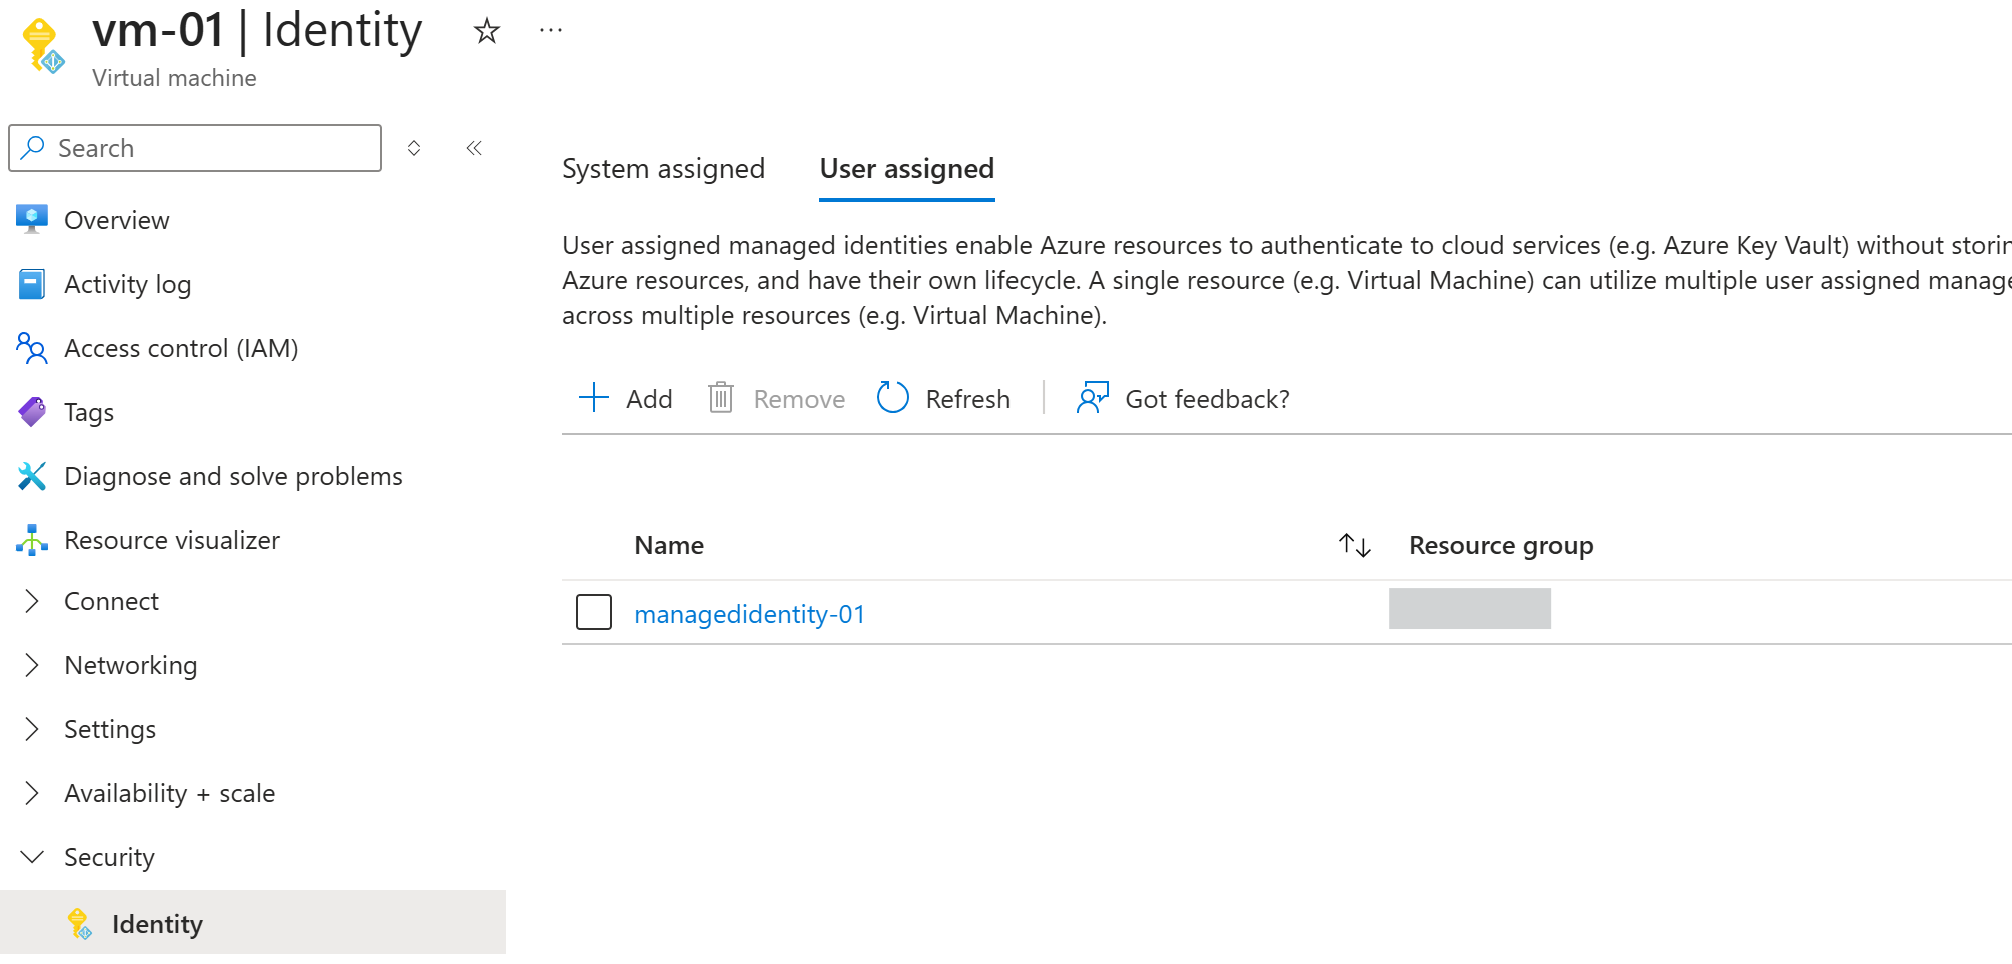 vm-01 | Identity
Virtual machine
Search
Overview
Activity log
Access control (IAM)
Tags
Diagnose and solve problems
Resource visualizer
Connect
Networking
Settings
Availability + scale
Security
Identity
System assigned
User assigned
User assigned managed identities enable Azure resources to authenticate to cloud services (e.g. Azure Key Vault) without
Azure resources, and have their own lifecycle. A single resource (e.g. Virtual Machine) can utilize multiple user assigned
across multiple resources (e.g. Virtual Machine).
Add
Remove
Refresh
Got feedback?
Name
Resource group
managedidentity-01